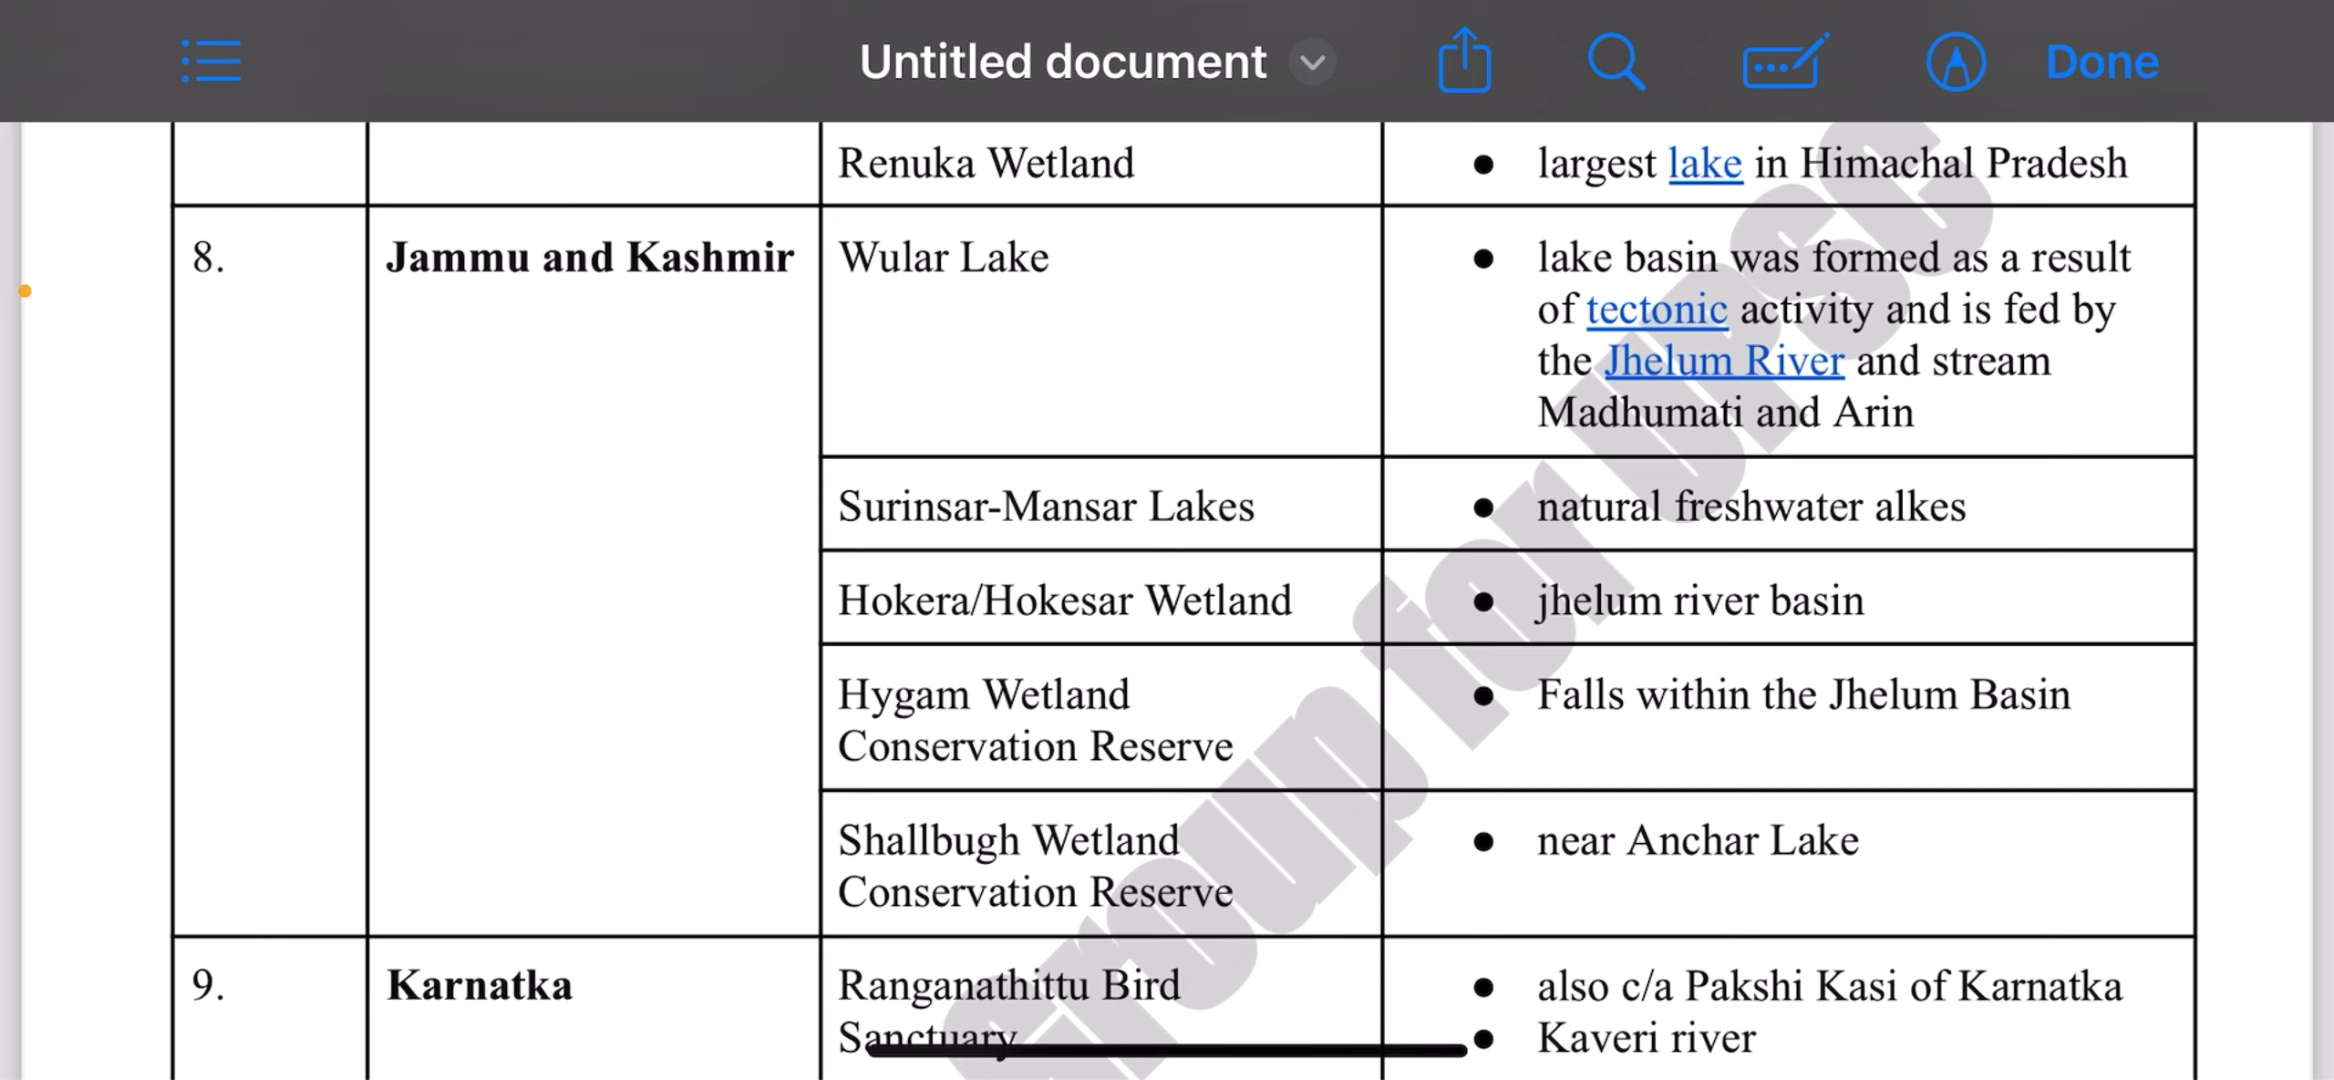 Untitled document
Done
Renuka Wetland
● largest lake in Himachal Pradesh
8.
Jammu and Kashmir
Wular Lake
● lake basin was formed as a result
of tectonic activity and is fed by
the Jhelum River and stream
Madhumati and Arin
Surinsar-Mansar Lakes
● natural freshwater alkes
Hokera/Hokesar Wetland
● jhelum river basin
Hygam Wetland
Conservation Reserve
● Falls within the Jhelum Basin
Shallbugh Wetland
Conservation Reserve
● near Anchar Lake
9.
Karnatka
Ranganathittu Bird
Sanctuary
● also c/a Pakshi Kasi of Karnatka
● Kaveri river
Group for UPSC